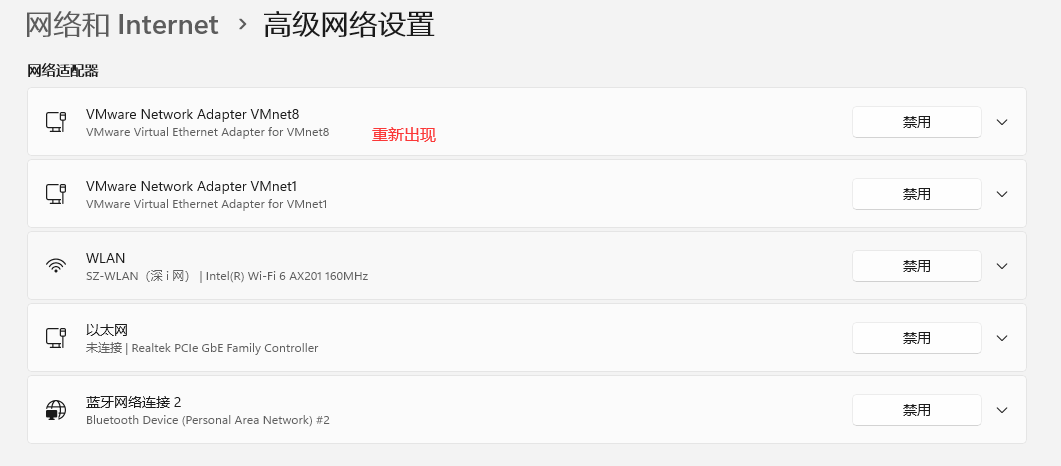 网络和 Internet > 高级网络设置
网络适配器
VMware Network Adapter VMnet8
VMware Virtual Ethernet Adapter for VMnet8
重新出现
禁用
VMware Network Adapter VMnet1
VMware Virtual Ethernet Adapter for VMnet1
禁用
WLAN
SZ-WLAN（深 i 网） | Intel(R) Wi-Fi 6 AX201 160MHz
禁用
以太网
未连接 | Realtek PCIe GbE Family Controller
禁用
蓝牙网络连接 2
Bluetooth Device (Personal Area Network) #2
禁用